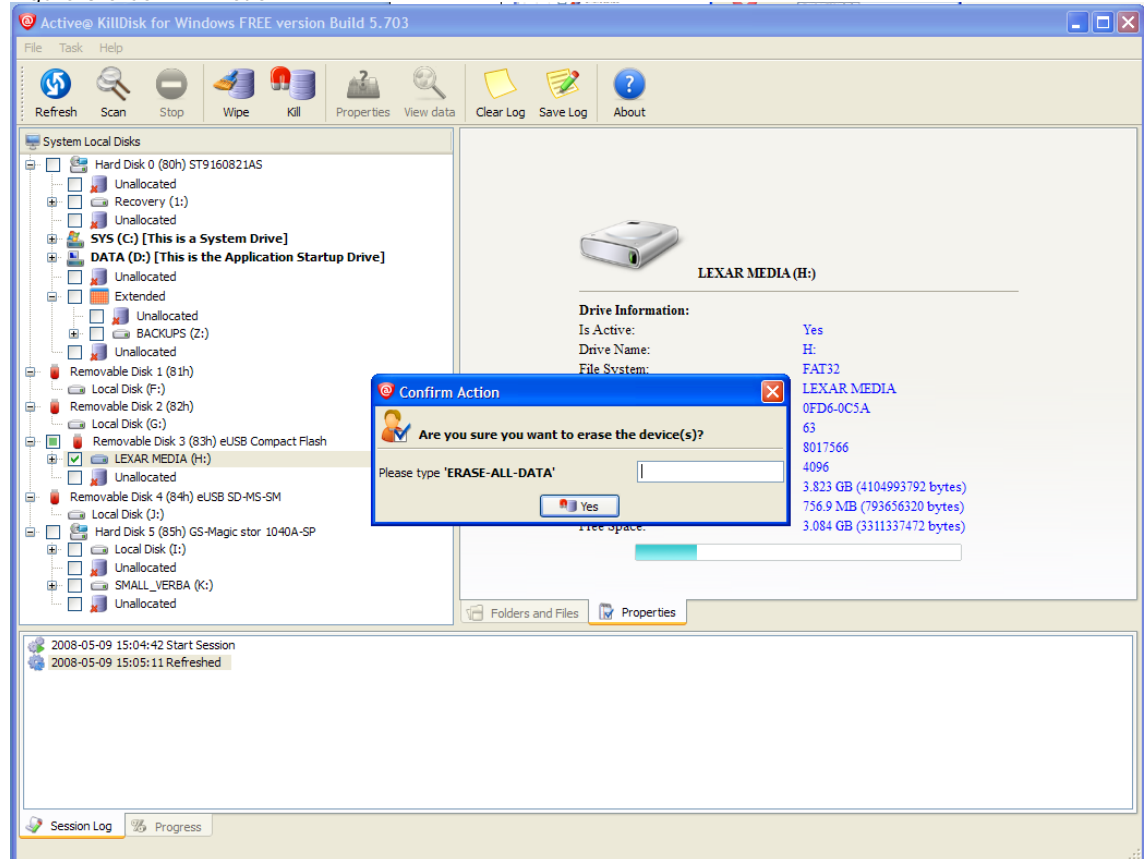 Active@ KillDisk for Windows FREE version Build 5.703
File Task Help
Refresh Scan Stop Wipe Kill Properties View data Clear Log Save Log About
System Local Disks
Hard Disk 0 (80h) ST9160821AS
Unallocated
Recovery (1:)
Unallocated
SYS (C:) [This is a System Drive]
DATA (D:) [This is the Application Startup Drive]
Unallocated
Extended
Unallocated
BACKUPS (Z:)
Unallocated
Removable Disk 1 (81h)
Local Disk (F:)
Removable Disk 2 (82h)
Local Disk (G:)
Removable Disk 3 (83h) eUSB Compact Flash
LEXAR MEDIA (H:)
Unallocated
Removable Disk 4 (84h) eUSB SD-MS-SM
Local Disk (J:)
Hard Disk 5 (85h) GS-Magic stor 1040A-SP
Local Disk (I:)
Unallocated
SMALL_VERBA (K:)
Unallocated
LEXAR MEDIA (H:)
Drive Information:
Is Active: Yes
Drive Name: H:
File System: FAT32
LEXAR MEDIA
0FD6-0C5A
63
8017566
4096
3.823 GB (4104993792 bytes)
756.9 MB (793656320 bytes)
Free Space: 3.084 GB (3311337472 bytes)
Confirm Action
Are you sure you want to erase the device(s)?
Please type 'ERASE-ALL-DATA'
Yes
Folders and Files Properties
2008-05-09 15:04:42 Start Session
2008-05-09 15:05:11 Refreshed
Session Log Progress